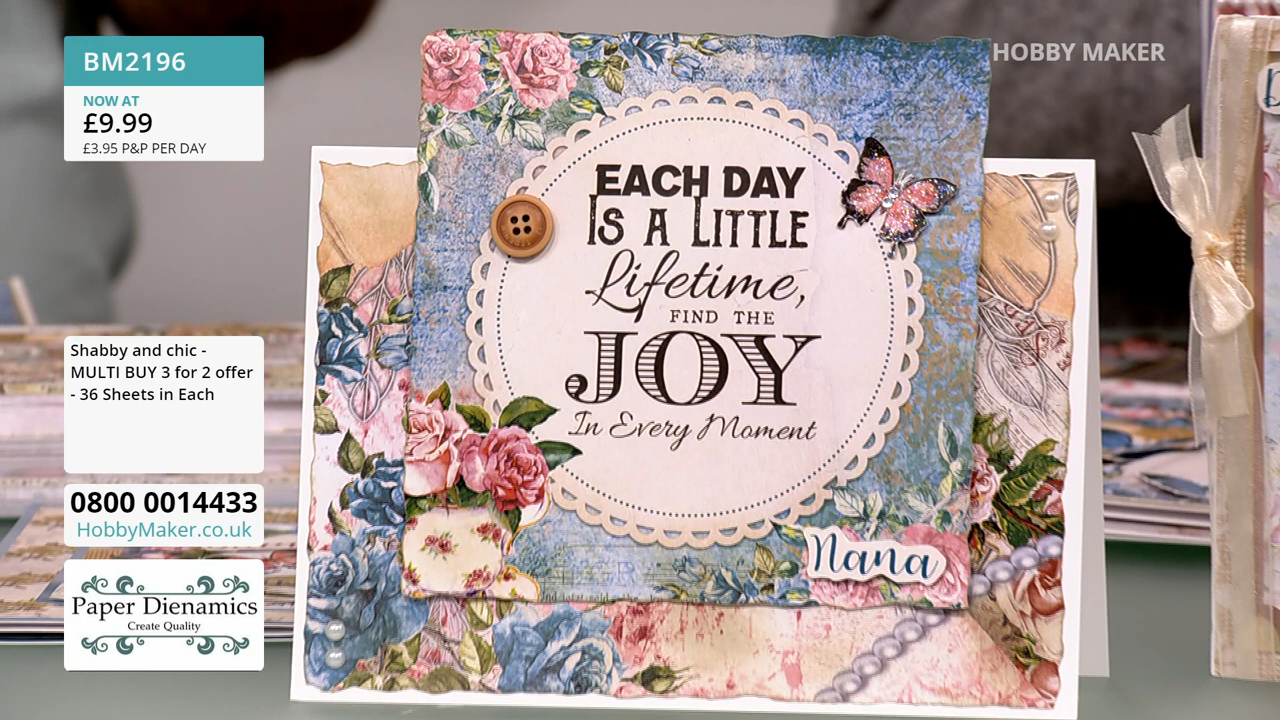 BM2196
NOW AT
£9.99
£3.95 P&P PER DAY
Shabby and chic -
MULTI BUY 3 for 2 offer
- 36 Sheets in Each
0800 0014433
HobbyMaker.co.uk
Paper Dienamics
Create Quality
HOBBY MAKER
EACH DAY
IS A LITTLE
Lifetime,
FIND THE
JOY
In Every Moment
Nana